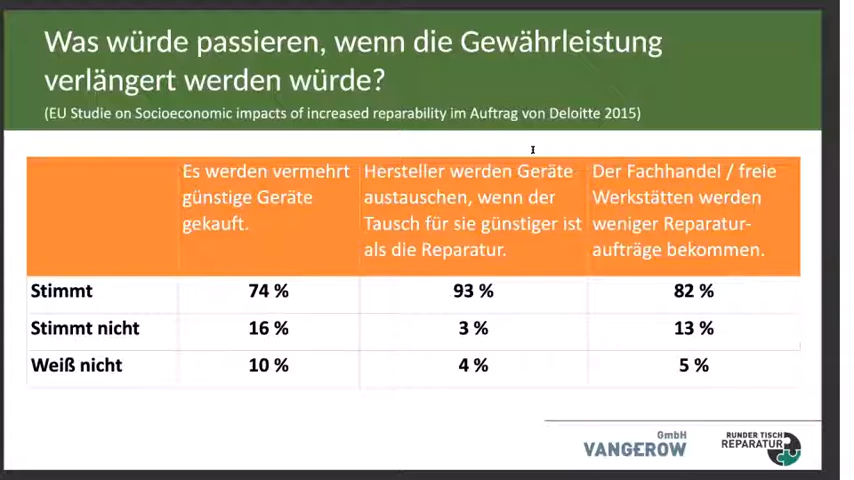 Was würde passieren, wenn die Gewährleistung
verlängert werden würde?
(EU Studie on Socioeconomic impacts of increased reparability im Auftrag von Deloitte 2015)
Es werden vermehrt
günstige Geräte
gekauft.
Hersteller werden Geräte
austauschen, wenn der
Tausch für sie günstiger ist
als die Reparatur.
Der Fachhandel / freie
Werkstätten werden
weniger Reparatur-
aufträge bekommen.
Stimmt 74 % 93 % 82 %
Stimmt nicht 16 % 3 % 13 %
Weiß nicht 10 % 4 % 5 %
GmbH
VANGEROW
RUNDER TISCH
REPARATUR